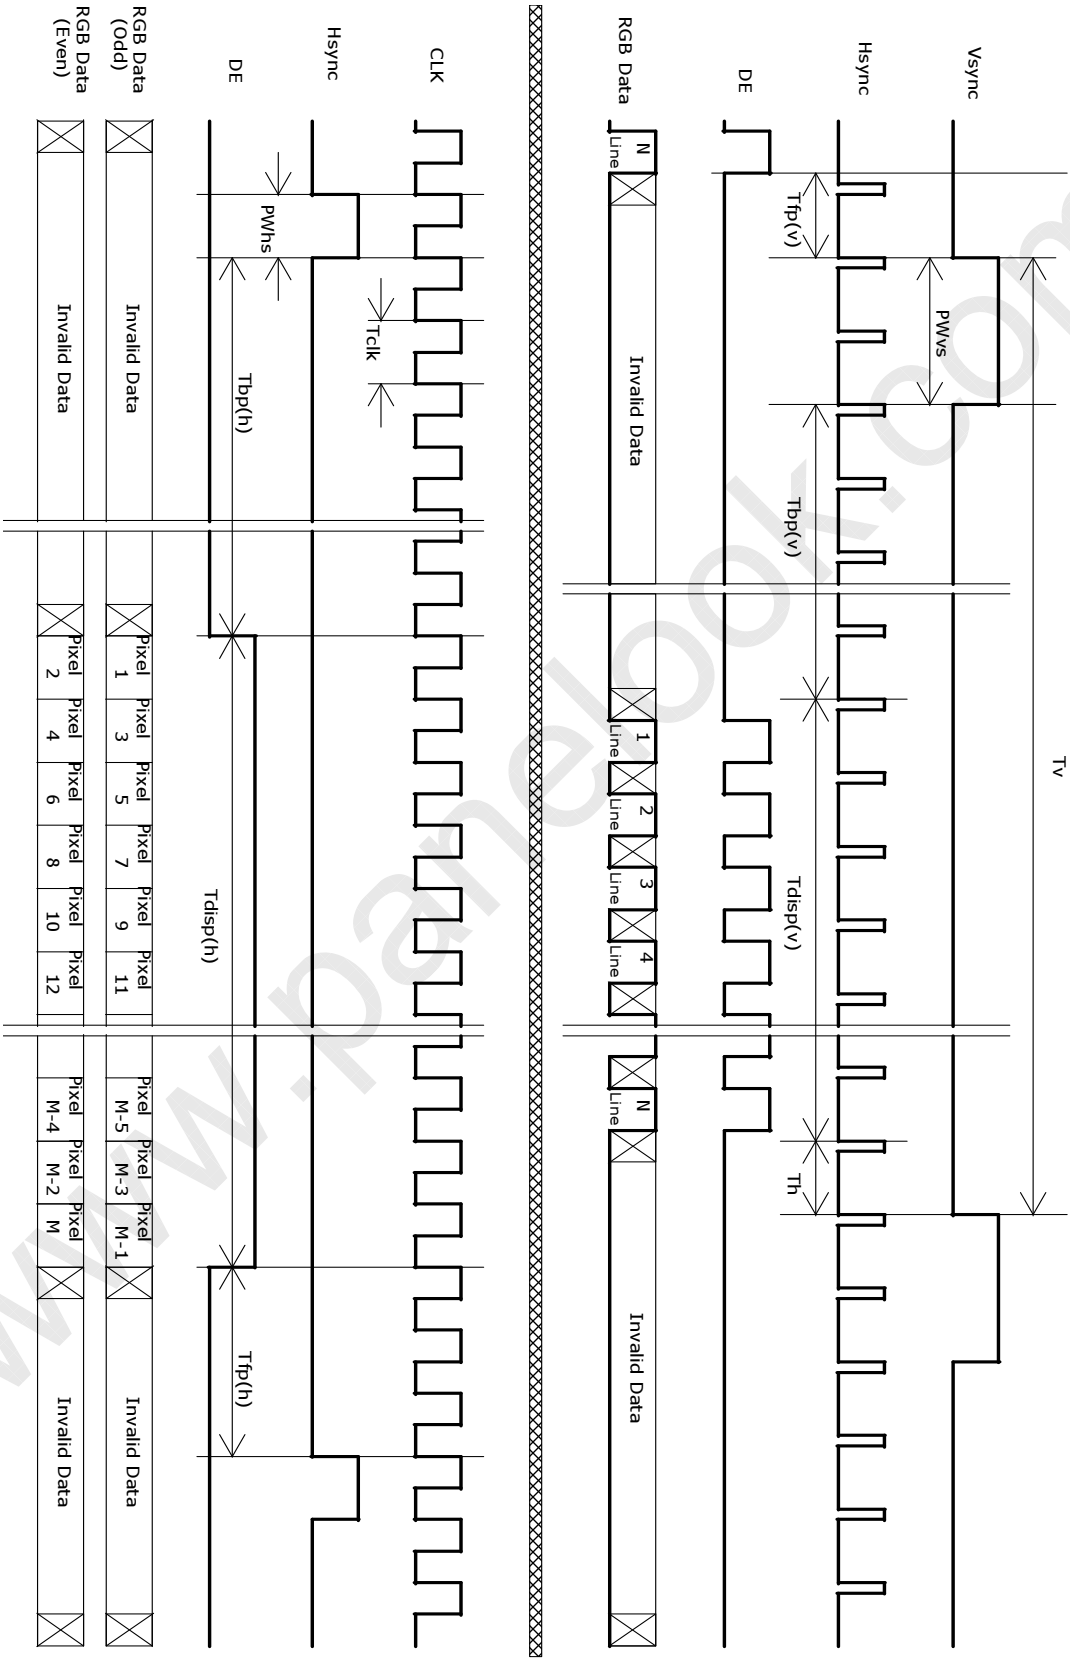 Tv
Vsync
PWvs
Hsync
Tfp(v)
Tbp(v)
Tdisp(v)
Th
DE
RGB Data
Line N
Invalid Data
Line 1
Line 2
Line 3
Line 4
Line N
Invalid Data
CLK
Tclk
Hsync
PWhs
DE
Tbp(h)
Tdisp(h)
Tfp(h)
RGB Data
(Odd)
Invalid Data
Pixel Pixel Pixel Pixel Pixel Pixel Pixel Pixel Pixel
1 3 5 7 9 11 M-5 M-3 M-1
Invalid Data
RGB Data
(Even)
Invalid Data
Pixel Pixel Pixel Pixel Pixel Pixel Pixel Pixel Pixel
2 4 6 8 10 12 M-4 M-2 M
Invalid Data
www.panelook.com